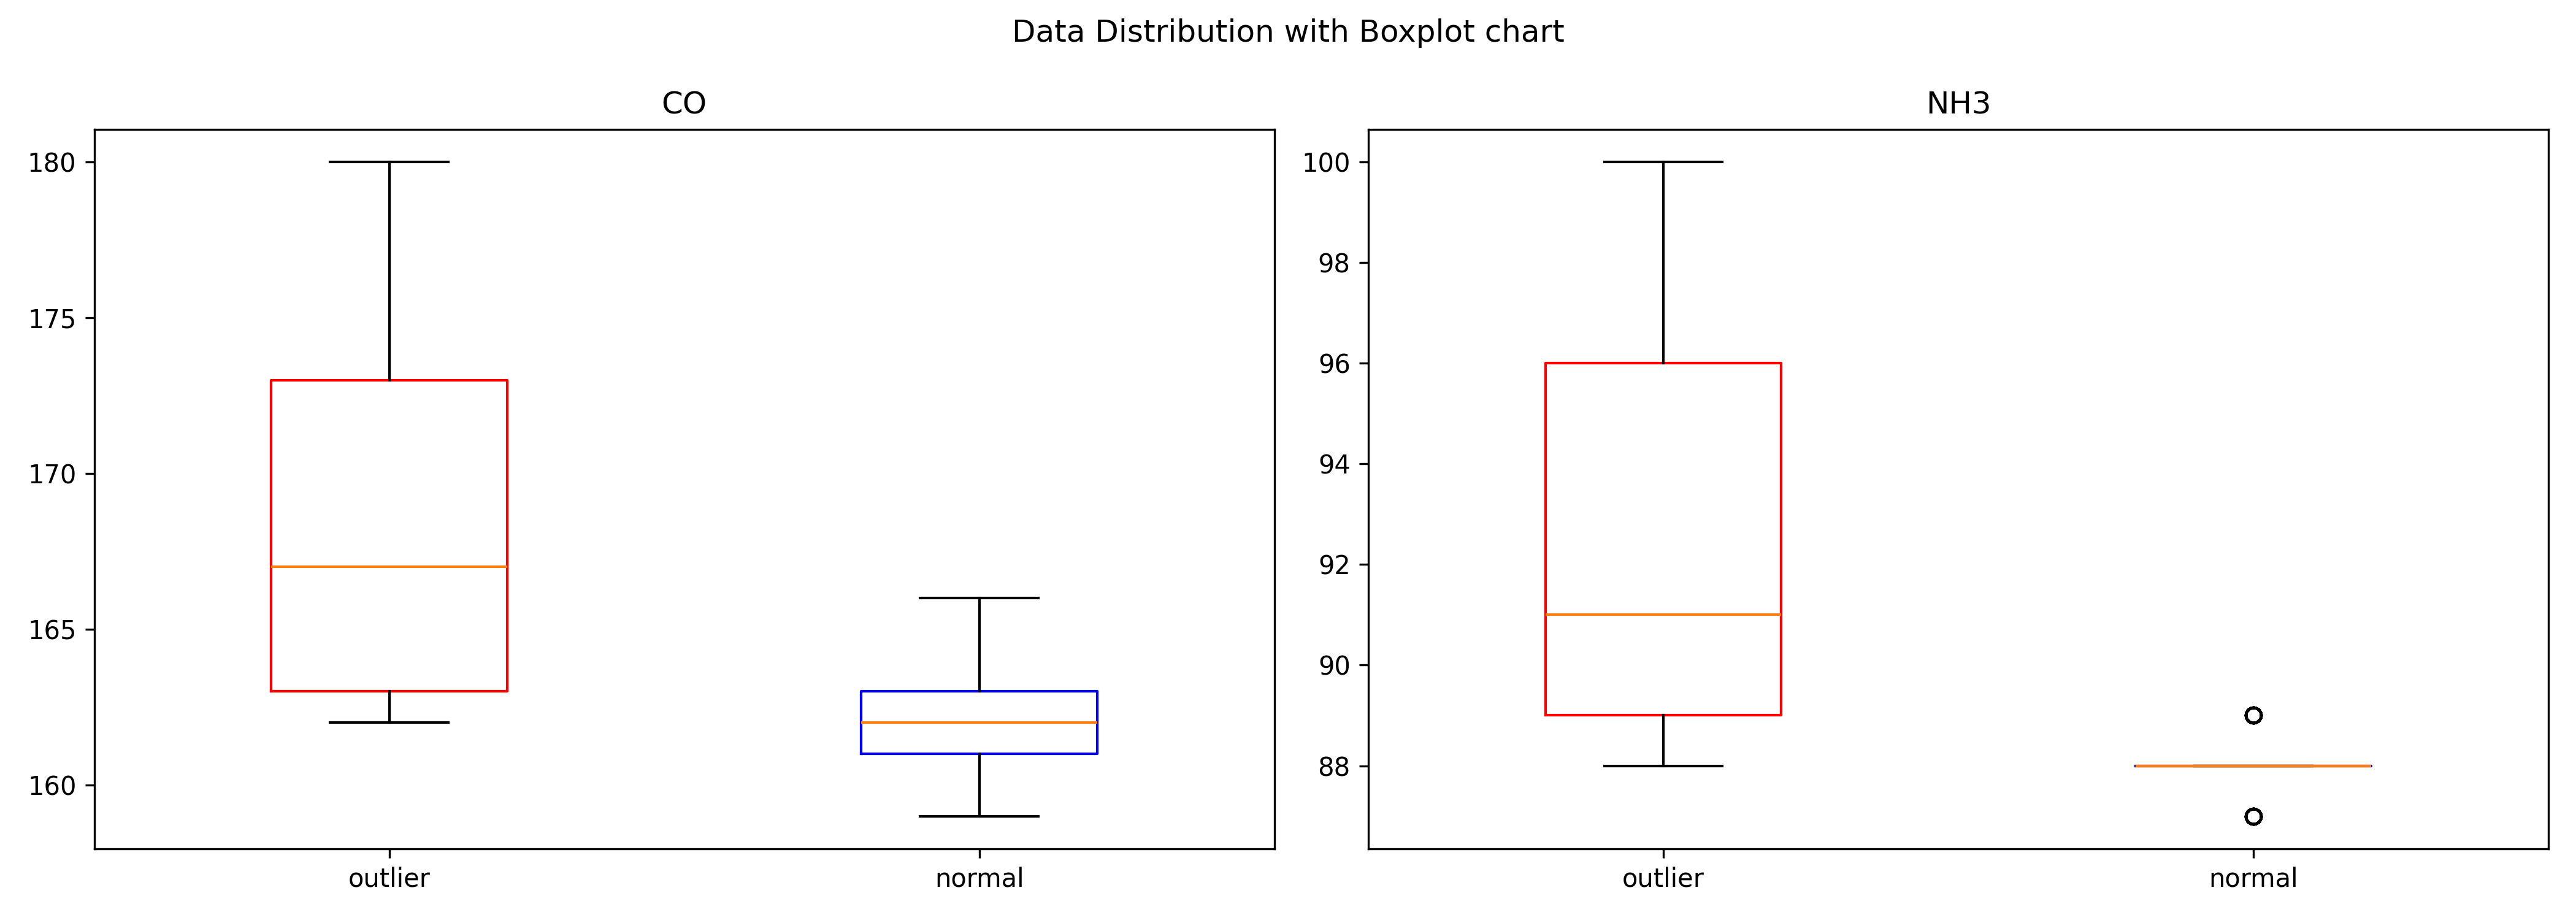 Data Distribution with Boxplot chart
CO
180
175
170
165
160
outlier normal
NH3
100
98
96
94
92
90
88
outlier normal